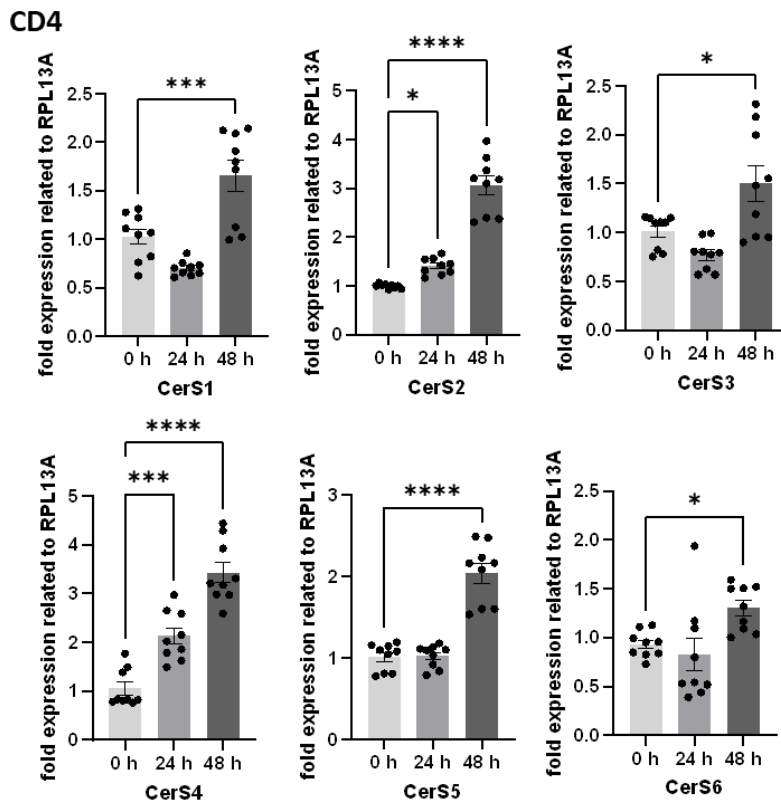 CD4
fold expression related to RPL13A
2.5
2.0
1.5
1.0
0.5
0.0
***
0 h 24 h 48 h
CerS1
fold expression related to RPL13A
5
4
3
2
1
0
****
*
0 h 24 h 48 h
CerS2
fold expression related to RPL13A
2.5
2.0
1.5
1.0
0.5
0.0
*
0 h 24 h 48 h
CerS3
fold expression related to RPL13A
5
4
3
2
1
0
****
***
0 h 24 h 48 h
CerS4
fold expression related to RPL13A
3
2
1
0
****
0 h 24 h 48 h
CerS5
fold expression related to RPL13A
2.5
2.0
1.5
1.0
0.5
0.0
*
0 h 24 h 48 h
CerS6